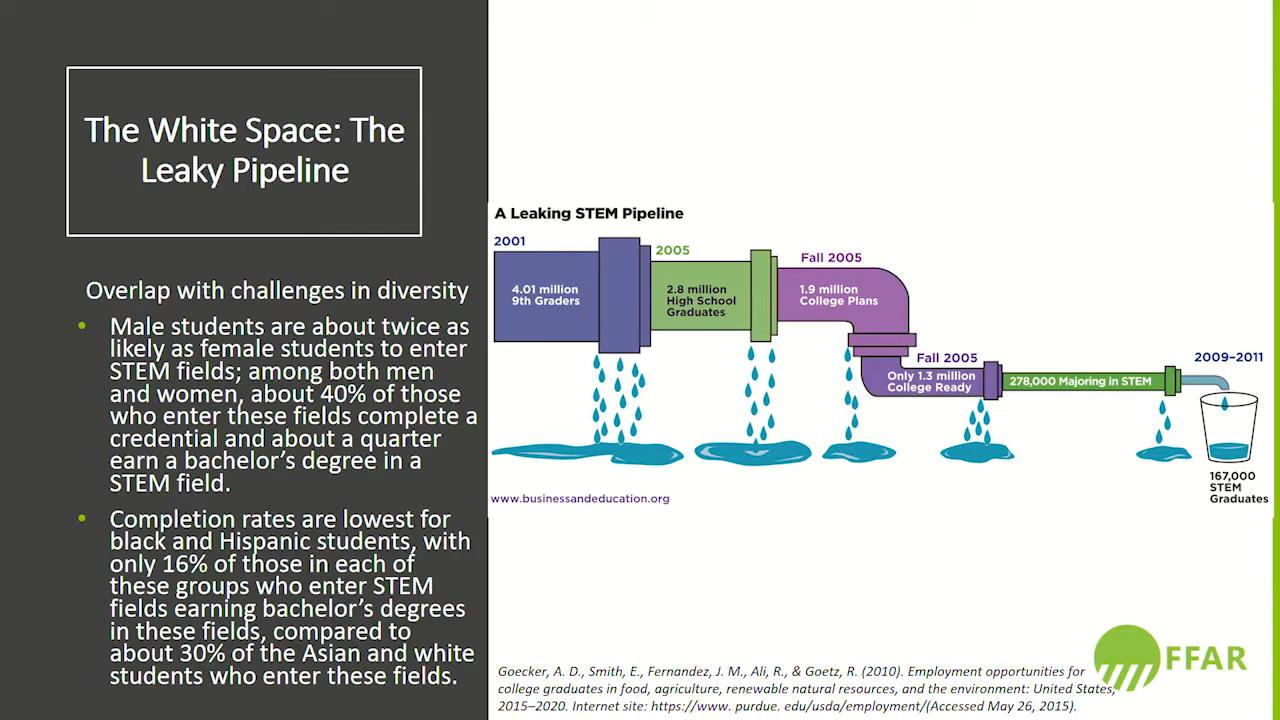 The White Space: The
Leaky Pipeline
Overlap with challenges in diversity
• Male students are about twice as
likely as female students to enter
STEM fields; among both men
and women, about 40% of those
who enter these fields complete a
credential and about a quarter
earn a bachelor's degree in a
STEM field.
• Completion rates are lowest for
black and Hispanic students, with
only 16% of those in each of
these groups who enter STEM
fields earning bachelor's degrees
in these fields, compared to
about 30% of the Asian and white
students who enter these fields.
A Leaking STEM Pipeline
2001
4.01 million
9th Graders
2005
2.8 million
High School
Graduates
Fall 2005
1.9 million
College Plans
Fall 2005
Only 1.3 million
College Ready
278,000 Majoring in STEM
2009–2011
167,000
STEM
Graduates
www.businessandeducation.org
Goecker, A. D., Smith, E., Fernandez, J. M., Ali, R., & Goetz, R. (2010). Employment opportunities for
college graduates in food, agriculture, renewable natural resources, and the environment: United States,
2015–2020. Internet site: https://www. purdue. edu/usda/employment/(Accessed May 26, 2015).
FFAR